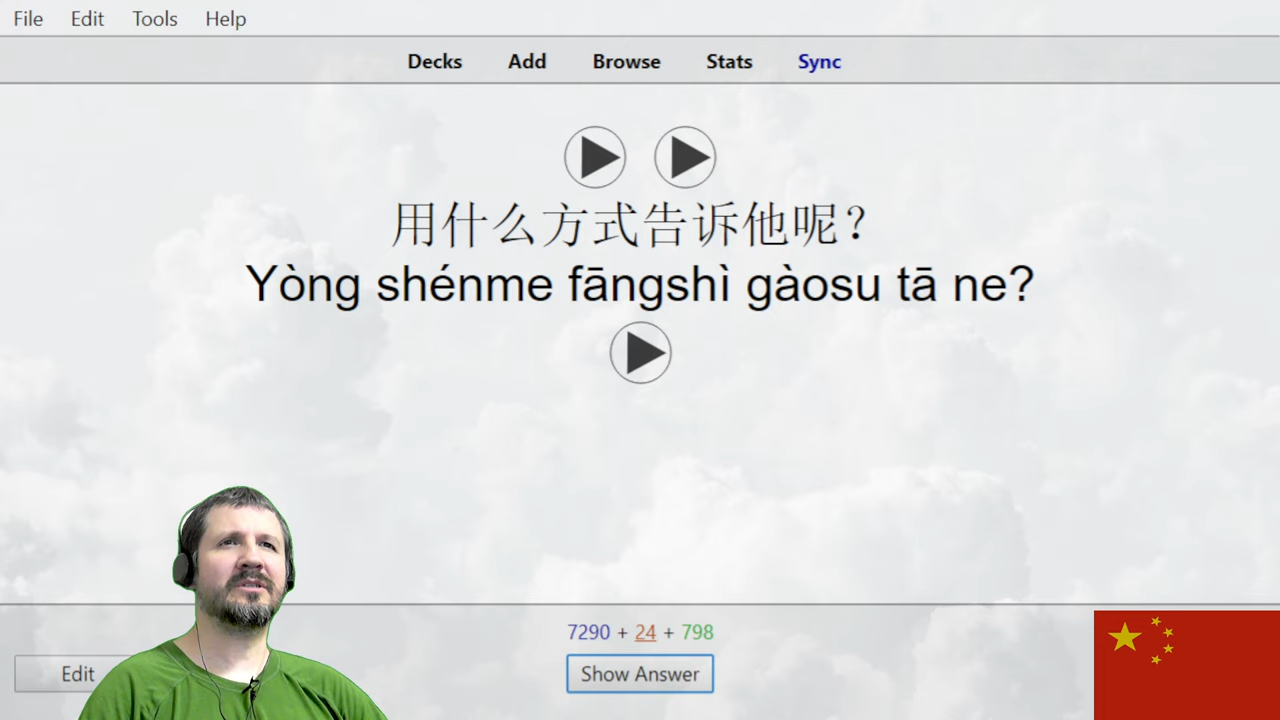 File Edit Tools Help
Decks Add Browse Stats Sync
用什么方式告诉他呢？
Yòng shénme fāngshì gàosu tā ne?
7290 + 24 + 798
Edit Show Answer